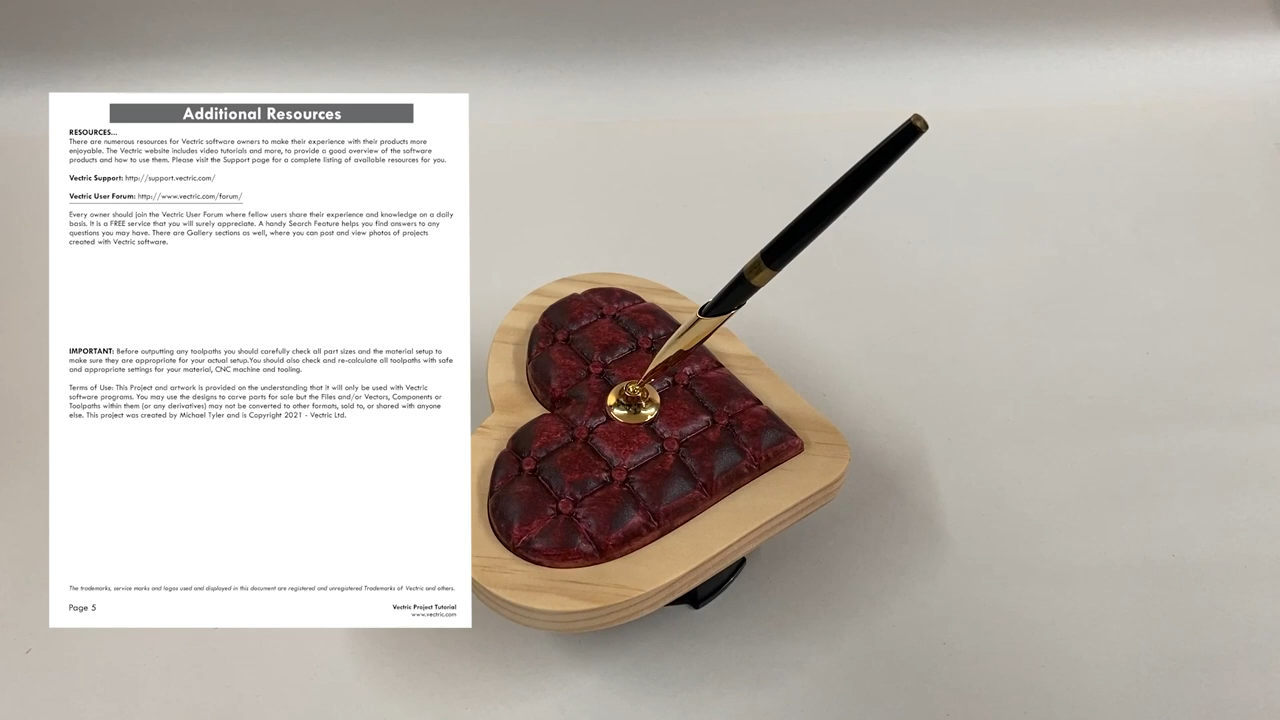 Additional Resources
RESOURCES...
There are numerous resources for Vectric software owners to make their experience with their products more
enjoyable. The Vectric website includes video tutorials and more, to provide a good overview of the software
products and how to use them. Please visit the Support page for a complete listing of available resources for you.
Vectric Support: http://support.vectric.com/
Vectric User Forum: http://www.vectric.com/forum/
Every owner should join the Vectric User Forum where fellow users share their experience and knowledge on a daily
basis. It is a FREE service that you will surely appreciate. A handy Search Feature helps you find answers to any
questions you may have. There are Gallery sections as well, where you can post and view photos of projects
created with Vectric software.
IMPORTANT: Before outputting any toolpaths you should carefully check all part sizes and the material setup to
make sure they are appropriate for your actual setup.You should also check and re-calculate all toolpaths with safe
and appropriate settings for your material, CNC machine and tooling.
Terms of Use: This Project and artwork is provided on the understanding that it will only be used with Vectric
software programs. You may use the designs to carve parts for sale but the Files and/or Vectors, Components or
Toolpaths within them (or any derivatives) may not be converted to other formats, sold to, or shared with anyone
else. This project was created by Michael Tyler and is Copyright 2021 - Vectric Ltd.
The trademarks, service marks and logos used and displayed in this document are registered and unregistered Trademarks of Vectric and others.
Page 5
Vectric Project Tutorial
www.vectric.com